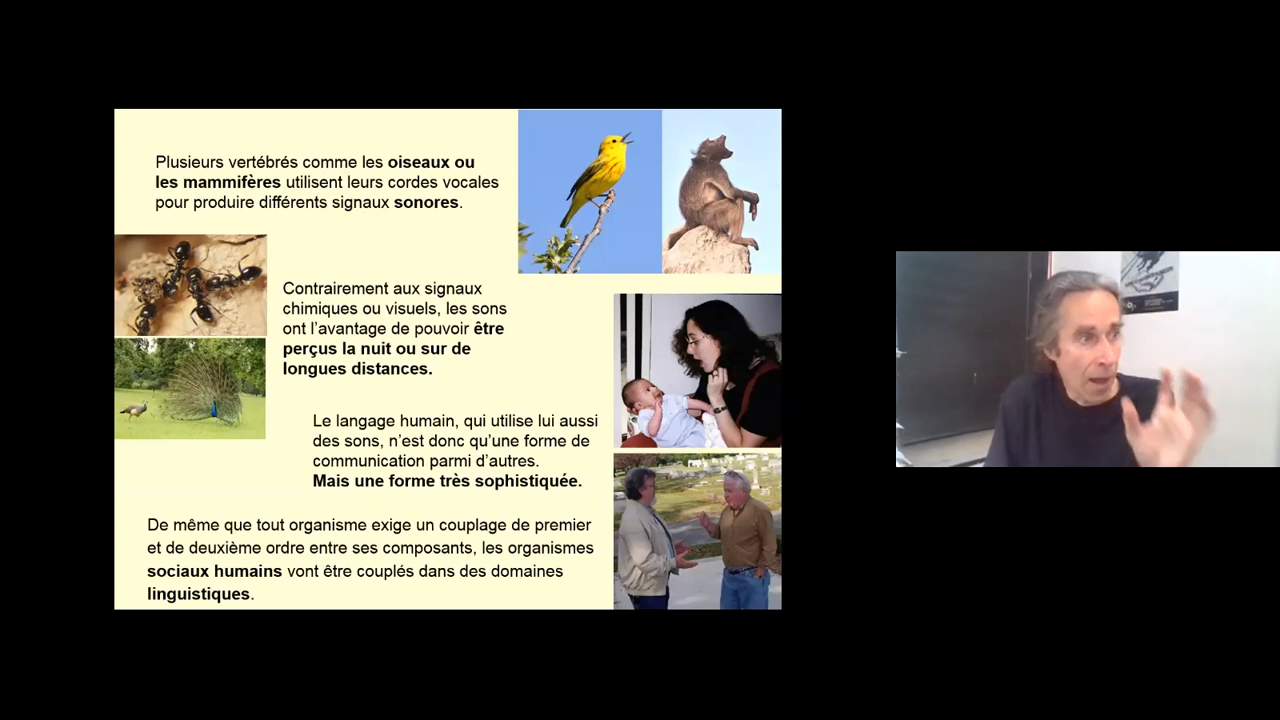 Plusieurs vertébrés comme les oiseaux ou
les mammifères utilisent leurs cordes vocales
pour produire différents signaux sonores.
Contrairement aux signaux
chimiques ou visuels, les sons
ont l’avantage de pouvoir être
perçus la nuit ou sur de
longues distances.
Le langage humain, qui utilise lui aussi
des sons, n’est donc qu’une forme de
communication parmi d’autres.
Mais une forme très sophistiquée.
De même que tout organisme exige un couplage de premier
et de deuxième ordre entre ses composants, les organismes
sociaux humains vont être couplés dans des domaines
linguistiques.